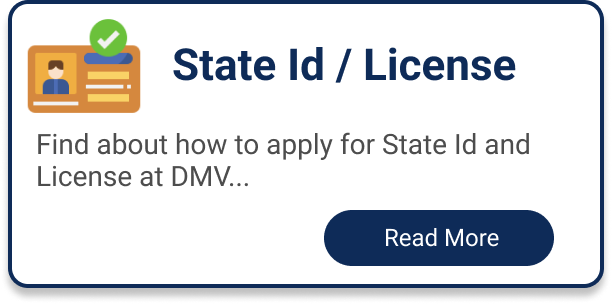 State Id / License
Find about how to apply for State Id and
License at DMV...
Read More